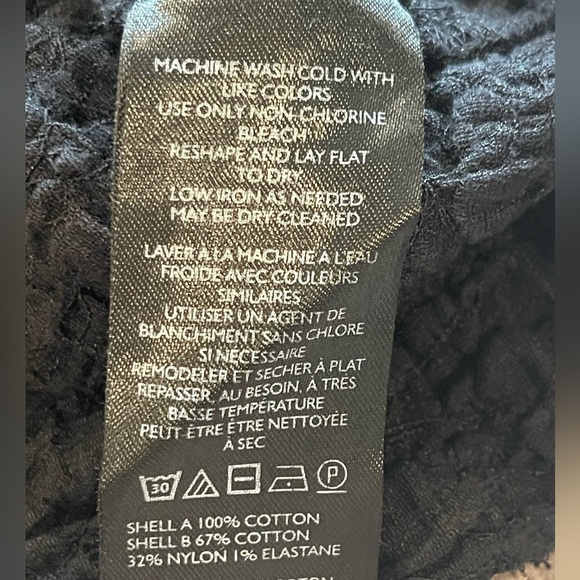 MACHINE WASH COLD WITH
LIKE COLORS
USE ONLY NON-CHLORINE
BLEACH
RESHAPE AND LAY FLAT
TO DRY
LOW IRON AS NEEDED
MAY BE DRY CLEANED
LAVER A LA MACHINE A L'EAU
FROIDE AVEC COULEURS
SIMILAIRES
UTILISER UN AGENT DE
BLANCHIMENT SANS CHLORE
SI NECESSAIRE
REMODELER ET SECHER À PLAT
REPASSER, AU BESOIN, À TRÈS
BASSE TEMPÉRATURE
PEUT-ÊTRE ÊTRE NETTOYÉE
À SEC
30 P
SHELL A 100% COTTON
SHELL B 67% COTTON
32% NYLON 1% ELASTANE
COTTON